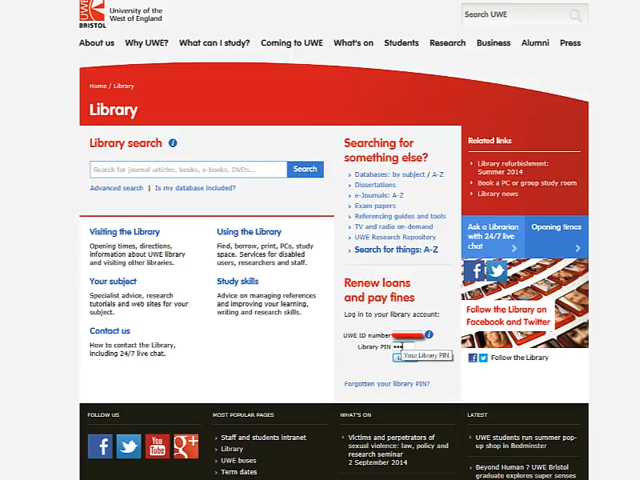 UWE
BRISTOL
University of the
West of England
Search UWE
About us Why UWE? What can I study? Coming to UWE What's on Students Research Business Alumni Press
Home / Library
Library
Library search i
Search for journal articles, books, e-books, DVDs... Search
Advanced search | Is my database included?
Visiting the Library
Opening times, directions,
information about UWE library
and visiting other libraries.
Using the Library
Find, borrow, print, PCs, study
space. Services for disabled
users, researchers and staff.
Your subject
Specialist advice, research
tutorials and web sites for your
subject.
Study skills
Advice on managing references
and improving your learning,
writing and research skills.
Contact us
How to contact the Library,
including 24/7 live chat.
Searching for
something else?
Databases: by subject / A-Z
Dissertations
e-Journals: A-Z
Exam papers
Referencing guides and tools
TV and radio on-demand
UWE Research Repository
Search for things: A-Z
Renew loans
and pay fines
Log in to your library account:
UWE ID number i
Library PIN
Your Library PIN
Forgotten your library PIN?
Related links
Library refurbishment:
Summer 2014
Book a PC or group study room
Library news
Ask a Librarian
with 24/7 live
chat
Opening times
Follow the Library on
Facebook and Twitter
Follow the Library
FOLLOW US
You
Tube
g+
MOST POPULAR PAGES
Staff and students intranet
Library
UWE buses
Term dates
WHAT'S ON
Victims and perpetrators of
sexual violence: law, policy and
research seminar
2 September 2014
LATEST
UWE students run summer pop-
up shop in Bedminster
Beyond Human ? UWE Bristol
graduate explores super senses